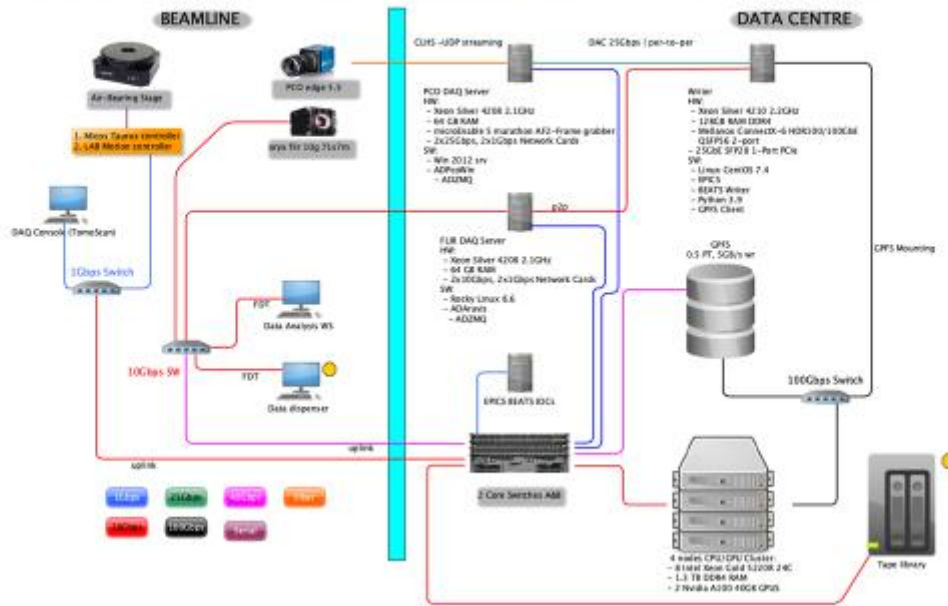 BEAMLINE
DATA CENTRE
Air-Bearing Stage
1. Micos Taurus controller
2. LAB Motion controller
DAQ Console (TomoScan)
1Gbps Switch
PCO edge 5.5
10Gbps SW
FDT
Data Analysis WS
FDT
Data dispenser
uplink
uplink
1Gbps
25Gbps
40Gbps
fiber
10Gbps
100Gbps
Serial
CLHS -UDP streaming
DAC 25Gbps | per-to-per
PCO DAQ Server
HW:
- Xeon Silver 4208 2.1GHz
- 64 GB RAM
- microEnable 5 marathon AF2-Frame grabber
- 2x25Gbps, 2x1Gbps Network Cards
SW:
- Win 2012 srv
- ADPcoWin
- ADZMQ
Writer
HW:
- Xeon Silver 4210 2.2GHz
- 128GB RAM DDR4
- Mellanox ConnectX-6 HDR100/100GbE
QSFP56 2-port
- 25GbE SFP28 1-Port PCIe
SW:
- Linux CentOS 7.4
- EPICS
- BEATS Writer
- Python 3.9
- GPFS Client
p2p
FLIR DAQ Server
HW:
- Xeon Silver 4208 2.1GHz
- 64 GB RAM
- 2x10Gbps, 2x1Gbps Network Cards
SW:
- Rocky Linux 8.6
- ADAravis
- ADZMQ
GPFS
0.5 PT, 5GB/s wr
GPFS Mounting
100Gbps Switch
EPICS BEATS IOCs
2 Core Switches A&B
4 nodes CPU/GPU Cluster:
- 8 Intel Xeon Gold 5220R 24C
- 1.5 TB DDR4 RAM
- 2 Nvidia A100 40GK GPUS
Tape library